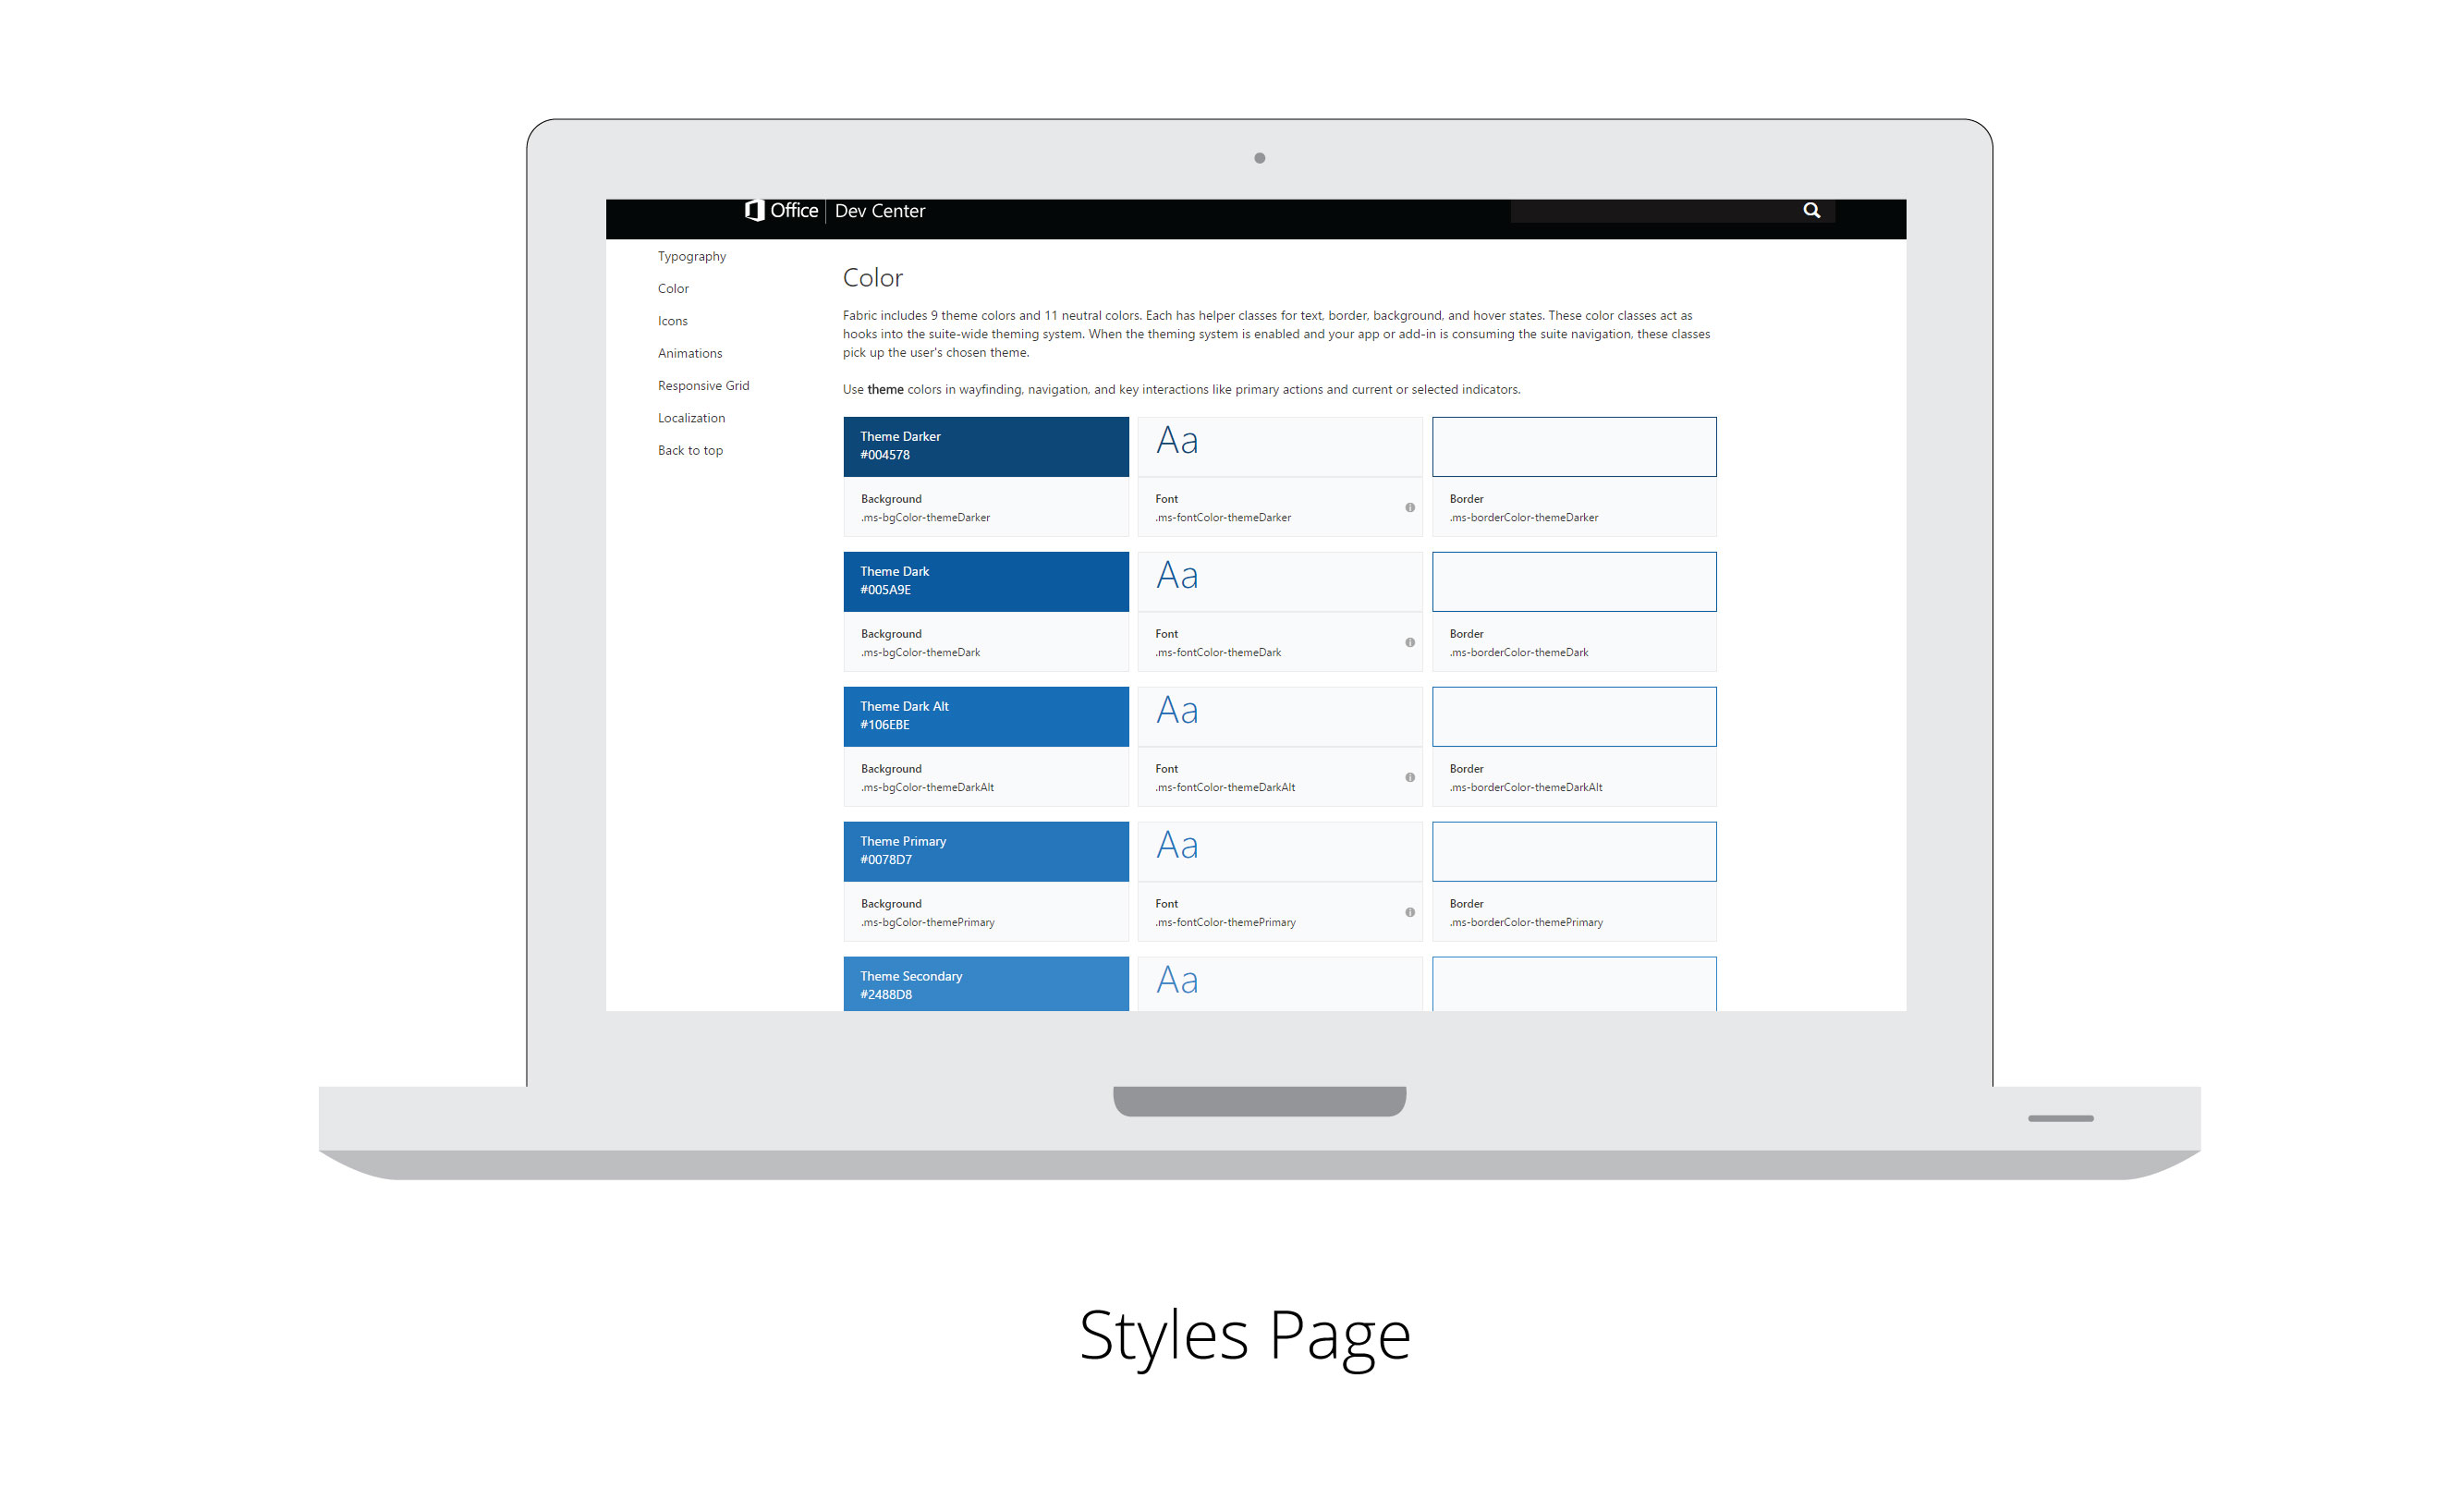 Office | Dev Center
Typography
Color
Icons
Animations
Responsive Grid
Localization
Back to top
Color
Fabric includes 9 theme colors and 11 neutral colors. Each has helper classes for text, border, background, and hover states. These color classes act as
hooks into the suite-wide theming system. When the theming system is enabled and your app or add-in is consuming the suite navigation, these classes
pick up the user's chosen theme.
Use theme colors in wayfinding, navigation, and key interactions like primary actions and current or selected indicators.
Theme Darker
#004578
Aa
Background
.ms-bgColor-themeDarker
Font
.ms-fontColor-themeDarker
Border
.ms-borderColor-themeDarker
Theme Dark
#005A9E
Aa
Background
.ms-bgColor-themeDark
Font
.ms-fontColor-themeDark
Border
.ms-borderColor-themeDark
Theme Dark Alt
#106EBE
Aa
Background
.ms-bgColor-themeDarkAlt
Font
.ms-fontColor-themeDarkAlt
Border
.ms-borderColor-themeDarkAlt
Theme Primary
#0078D7
Aa
Background
.ms-bgColor-themePrimary
Font
.ms-fontColor-themePrimary
Border
.ms-borderColor-themePrimary
Theme Secondary
#2488D8
Aa
Styles Page